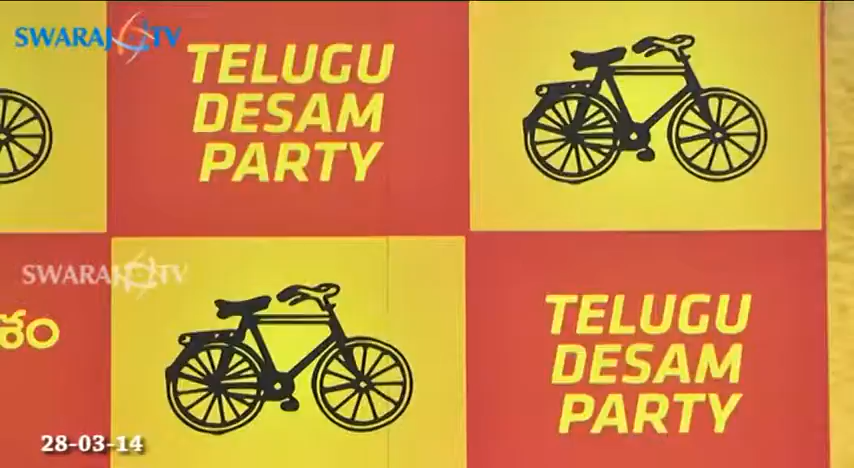 SWARAJ TV
TELUGU
DESAM
PARTY
SWARAJ TV
TELUGU
DESAM
PARTY
28-03-14